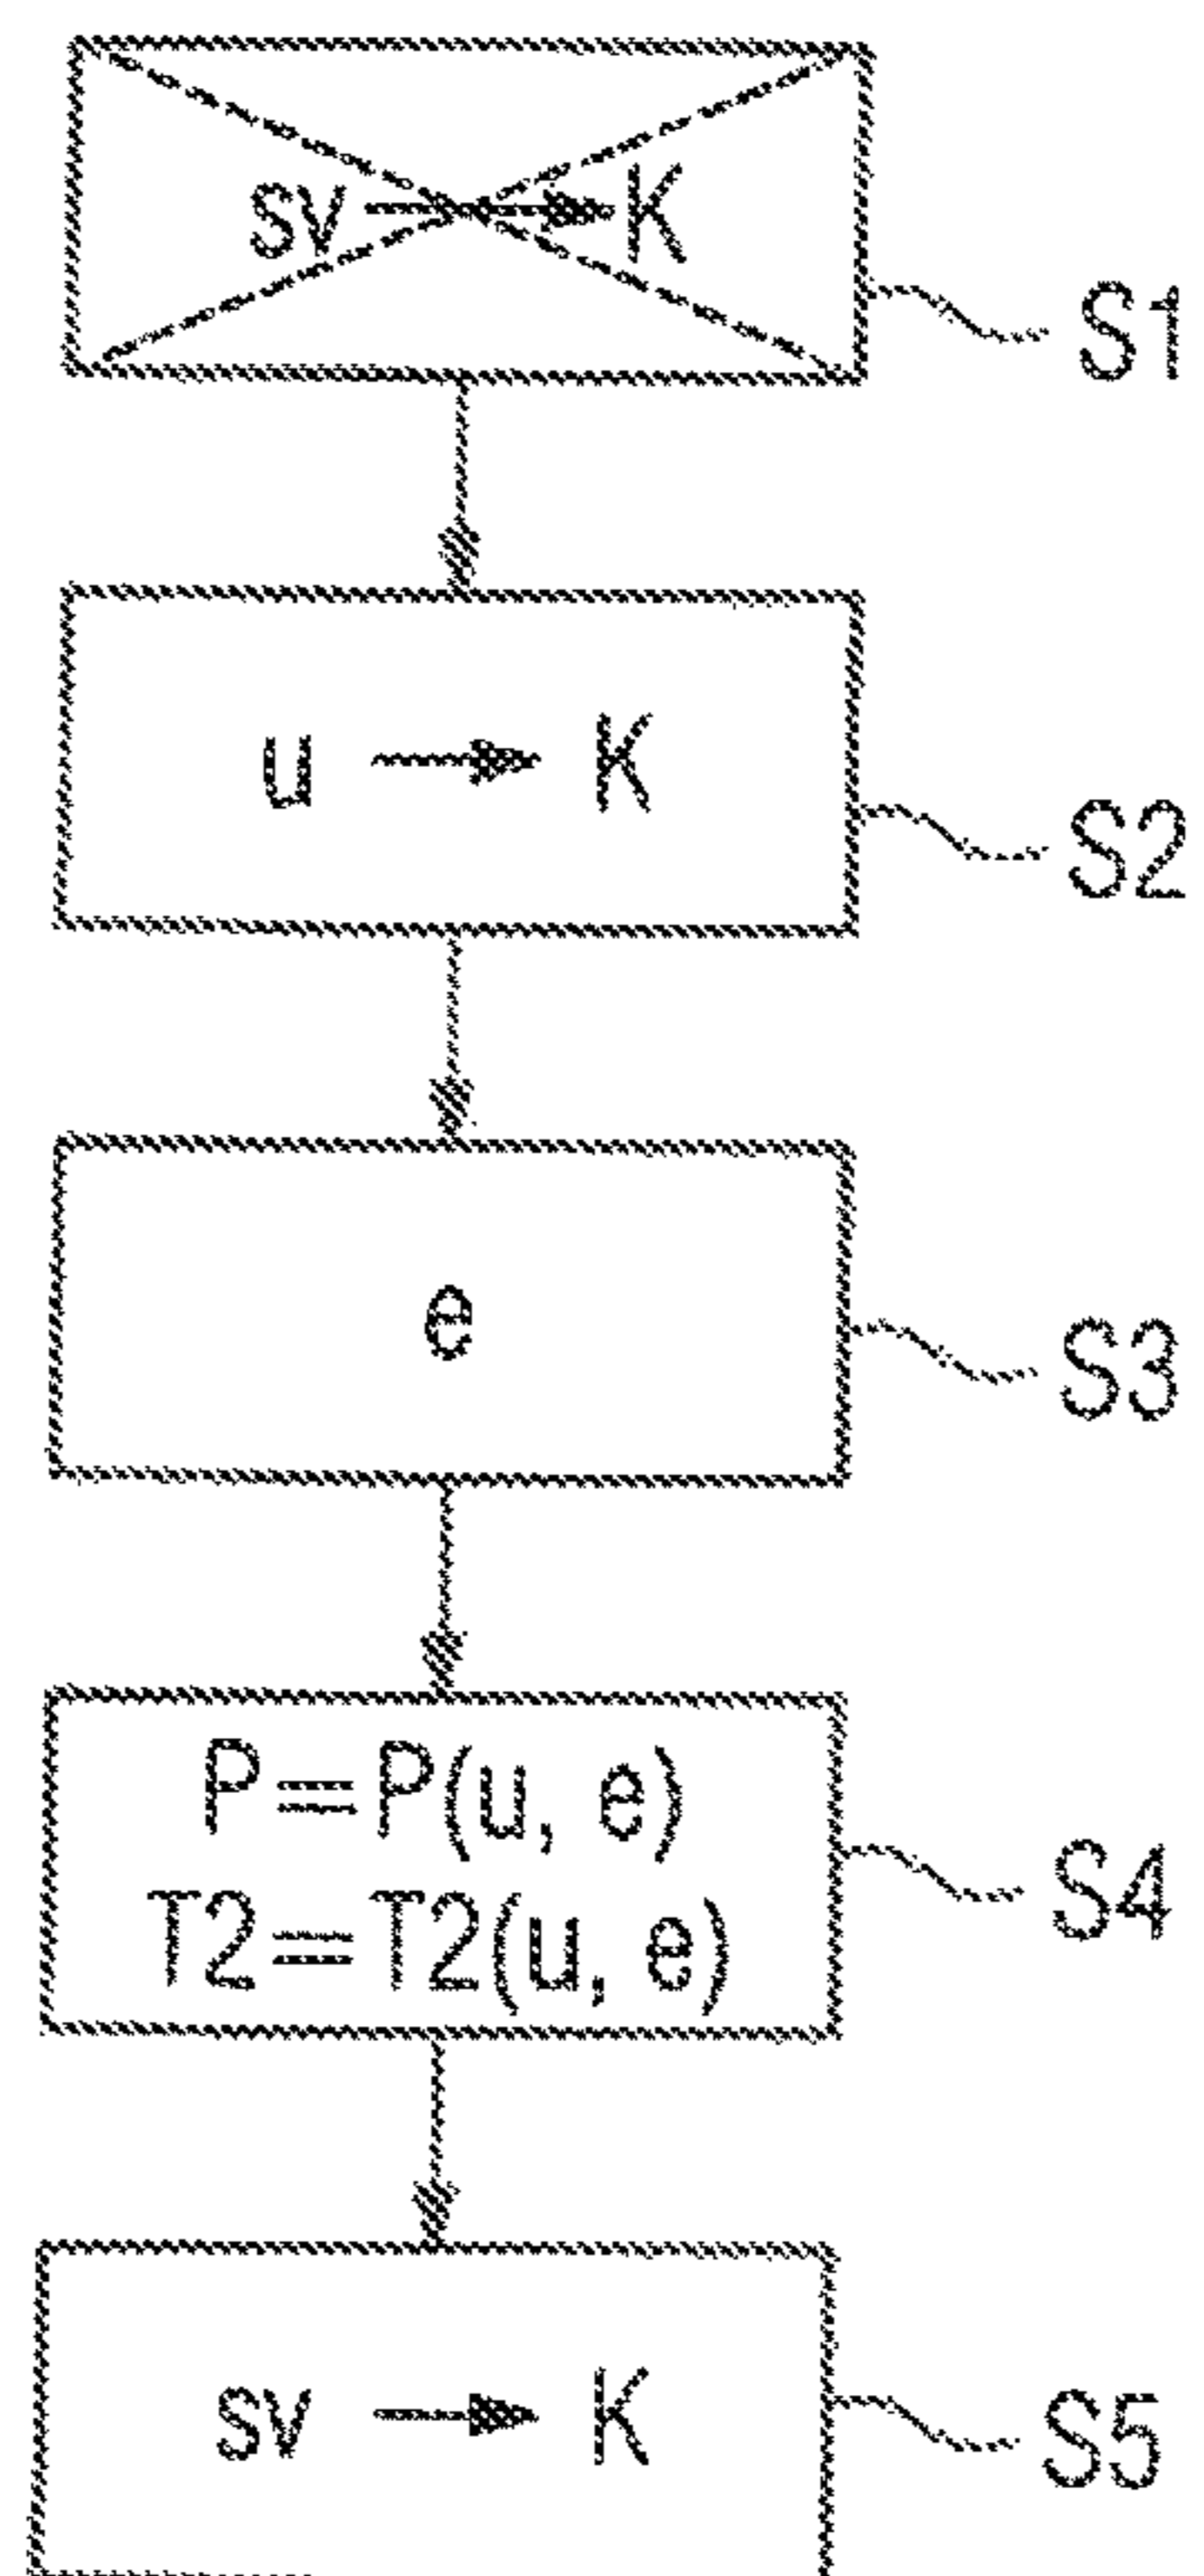 sv → K
S1
u → K
S2
e
S3
P=P(u, e)
T2=T2(u, e)
S4
sv → K
S5